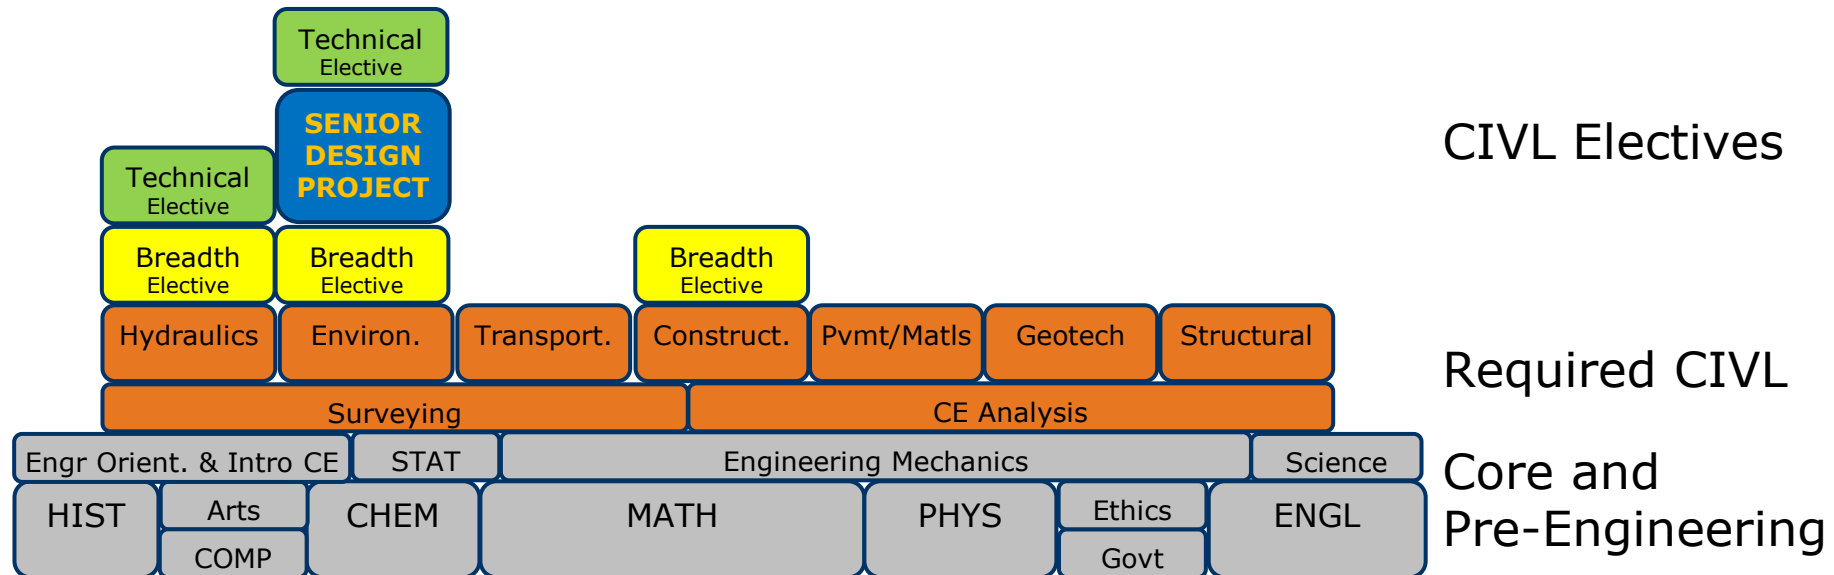 Technical
Elective
SENIOR
DESIGN
PROJECT
CIVL Electives
Technical
Elective
Breadth
Elective
Breadth
Elective
Breadth
Elective
Hydraulics
Environ.
Transport.
Construct.
Pvmt/Matls
Geotech
Structural
Required CIVL
Surveying
CE Analysis
Engr Orient. & Intro CE
STAT
Engineering Mechanics
Science
Core and
Pre-Engineering
HIST
Arts
COMP
CHEM
MATH
PHYS
Ethics
Govt
ENGL